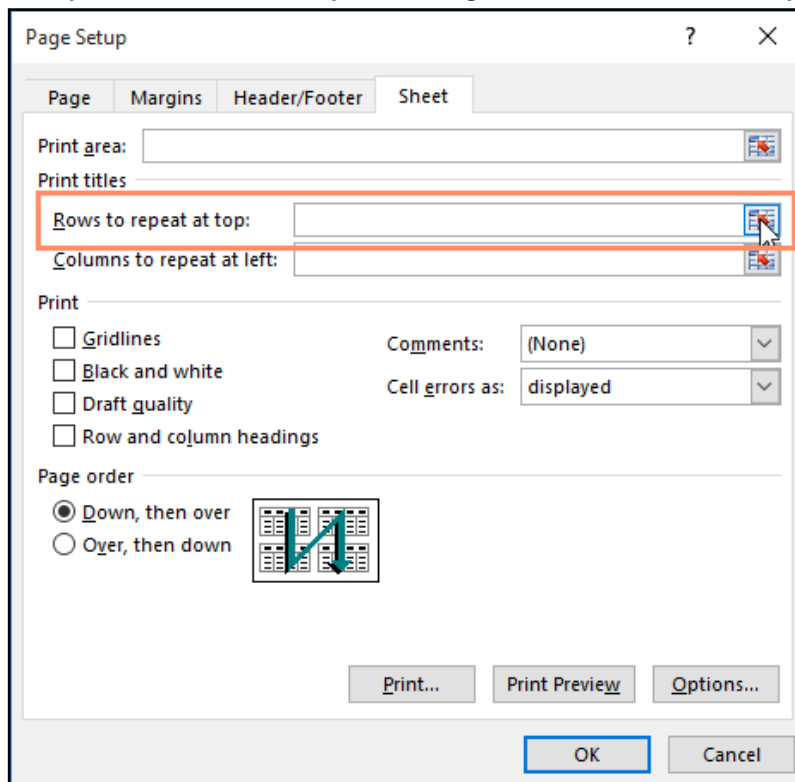 Page Setup ?
Page Margins Header/Footer Sheet
Print area:
Print titles
Rows to repeat at top:
Columns to repeat at left:
Print
Gridlines
Comments: (None)
Black and white
Cell errors as: displayed
Draft quality
Row and column headings
Page order
Down, then over
Over, then down
Print... Print Preview Options...
OK Cancel